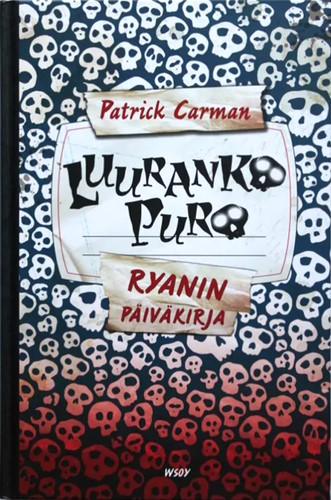 Patrick Carman
LUURANKO
PURO
RYANIN
PÄIVÄKIRJA
WSOY